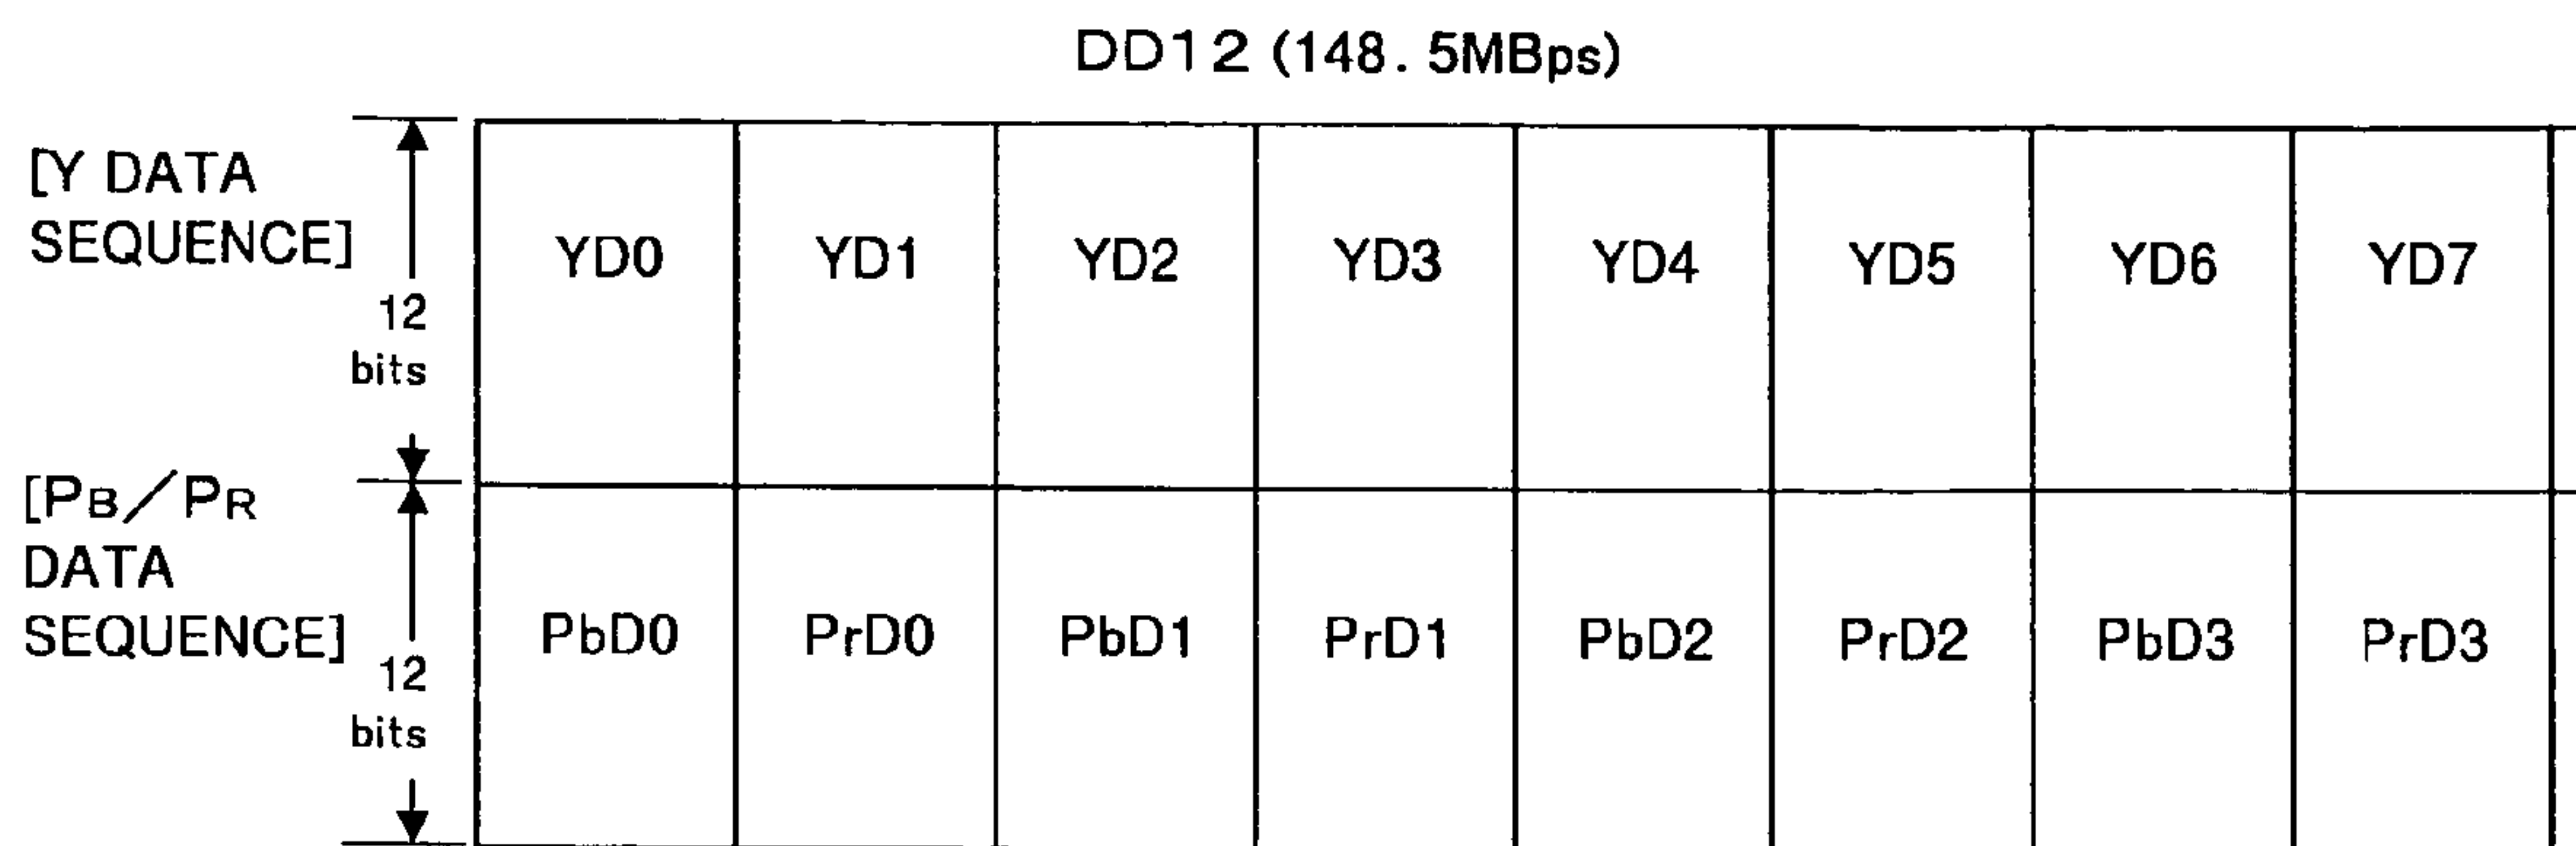 DD12 (148.5MBps)
[Y DATA
SEQUENCE]
12
bits
YD0 YD1 YD2 YD3 YD4 YD5 YD6 YD7
[PB/PR
DATA
SEQUENCE]
12
bits
PbD0 PrD0 PbD1 PrD1 PbD2 PrD2 PbD3 PrD3